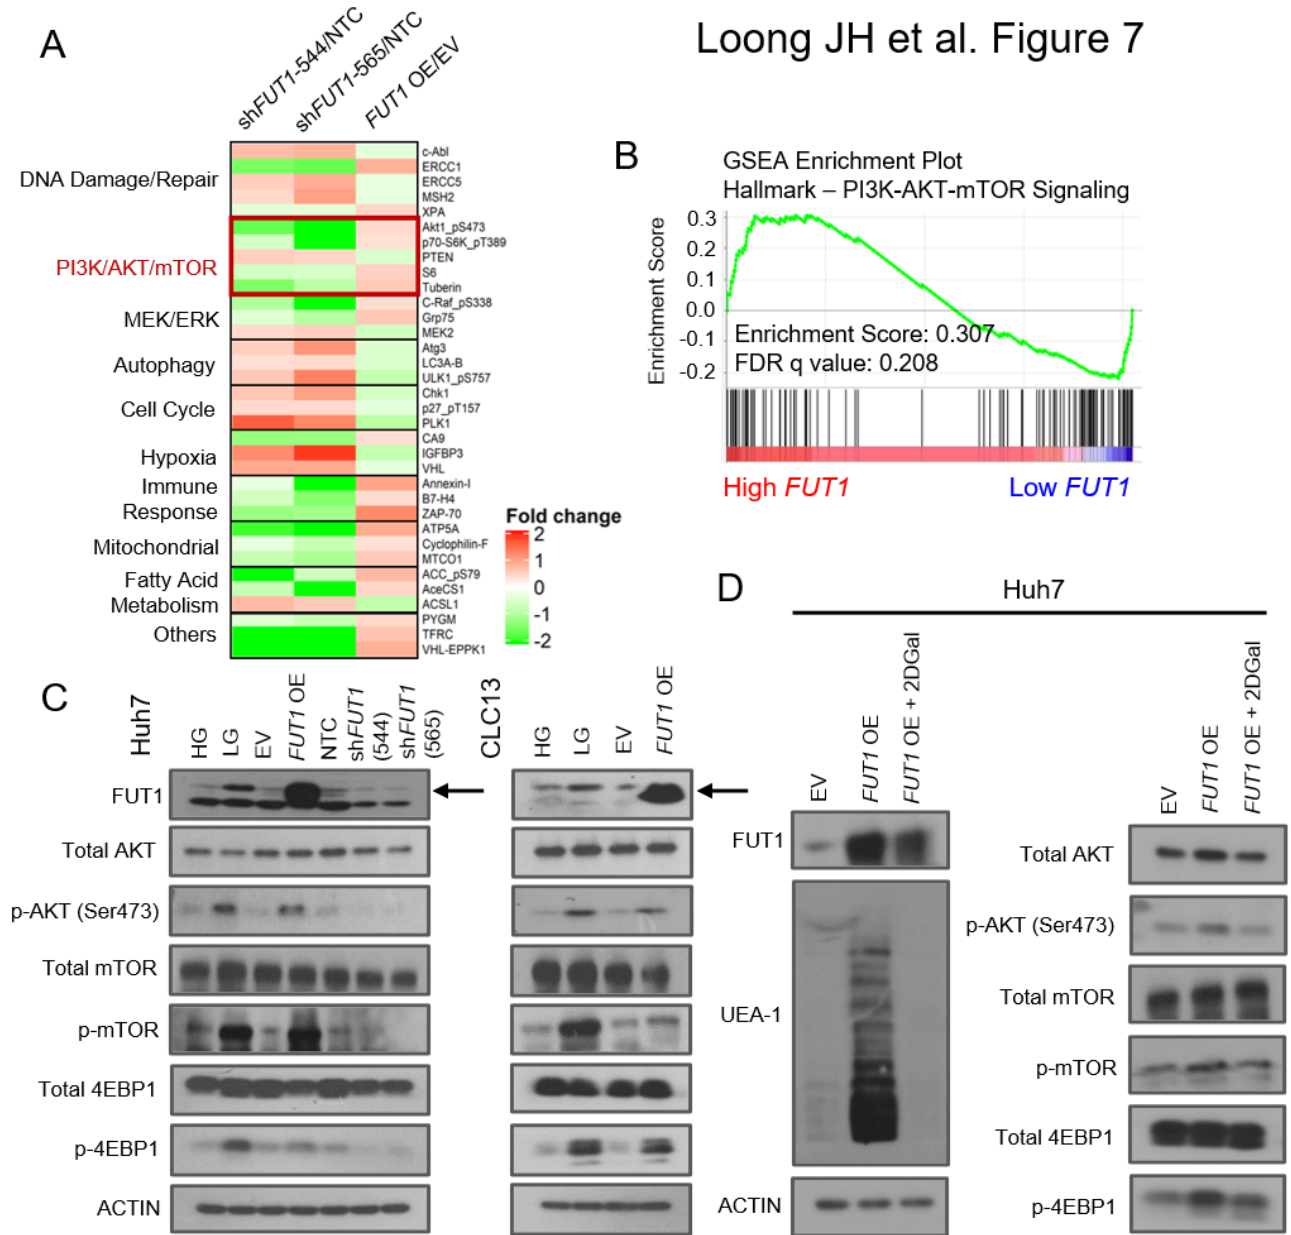 Loong JH et al. Figure 7
A
shFUT1-544/NTC
shFUT1-565/NTC
FUT1 OE/EV
DNA Damage/Repair
PI3K/AKT/mTOR
MEK/ERK
Autophagy
Cell Cycle
Hypoxia
Immune
Response
Mitochondrial
Fatty Acid
Metabolism
Others
c-Abl
ERCC1
ERCC5
MSH2
XPA
Akt1_pS473
p70-S6K_pT389
PTEN
S6
Tuberin
C-Raf_pS338
Grp75
MEK2
Atg3
LC3A-B
ULK1_pS757
Chk1
p27_pT157
PLK1
CA9
IGFBP3
VHL
Annexin-I
B7-H4
ZAP-70
ATP5A
Cyclophilin-F
MTCO1
ACC_pS79
AceCS1
ACSL1
PYGM
TFRC
VHL-EPPK1
Fold change
2
1
0
-1
-2
B
GSEA Enrichment Plot
Hallmark – PI3K-AKT-mTOR Signaling
Enrichment Score
0.3
0.2
0.1
0.0
-0.1
-0.2
Enrichment Score: 0.307
FDR q value: 0.208
High FUT1
Low FUT1
C
Huh7
HG
LG
EV
FUT1 OE
NTC
shFUT1
(544)
shFUT1
(565)
CLC13
HG
LG
EV
FUT1 OE
FUT1
Total AKT
p-AKT (Ser473)
Total mTOR
p-mTOR
Total 4EBP1
p-4EBP1
ACTIN
D
Huh7
EV
FUT1 OE
FUT1 OE + 2DGal
FUT1
UEA-1
ACTIN
EV
FUT1 OE
FUT1 OE + 2DGal
Total AKT
p-AKT (Ser473)
Total mTOR
p-mTOR
Total 4EBP1
p-4EBP1